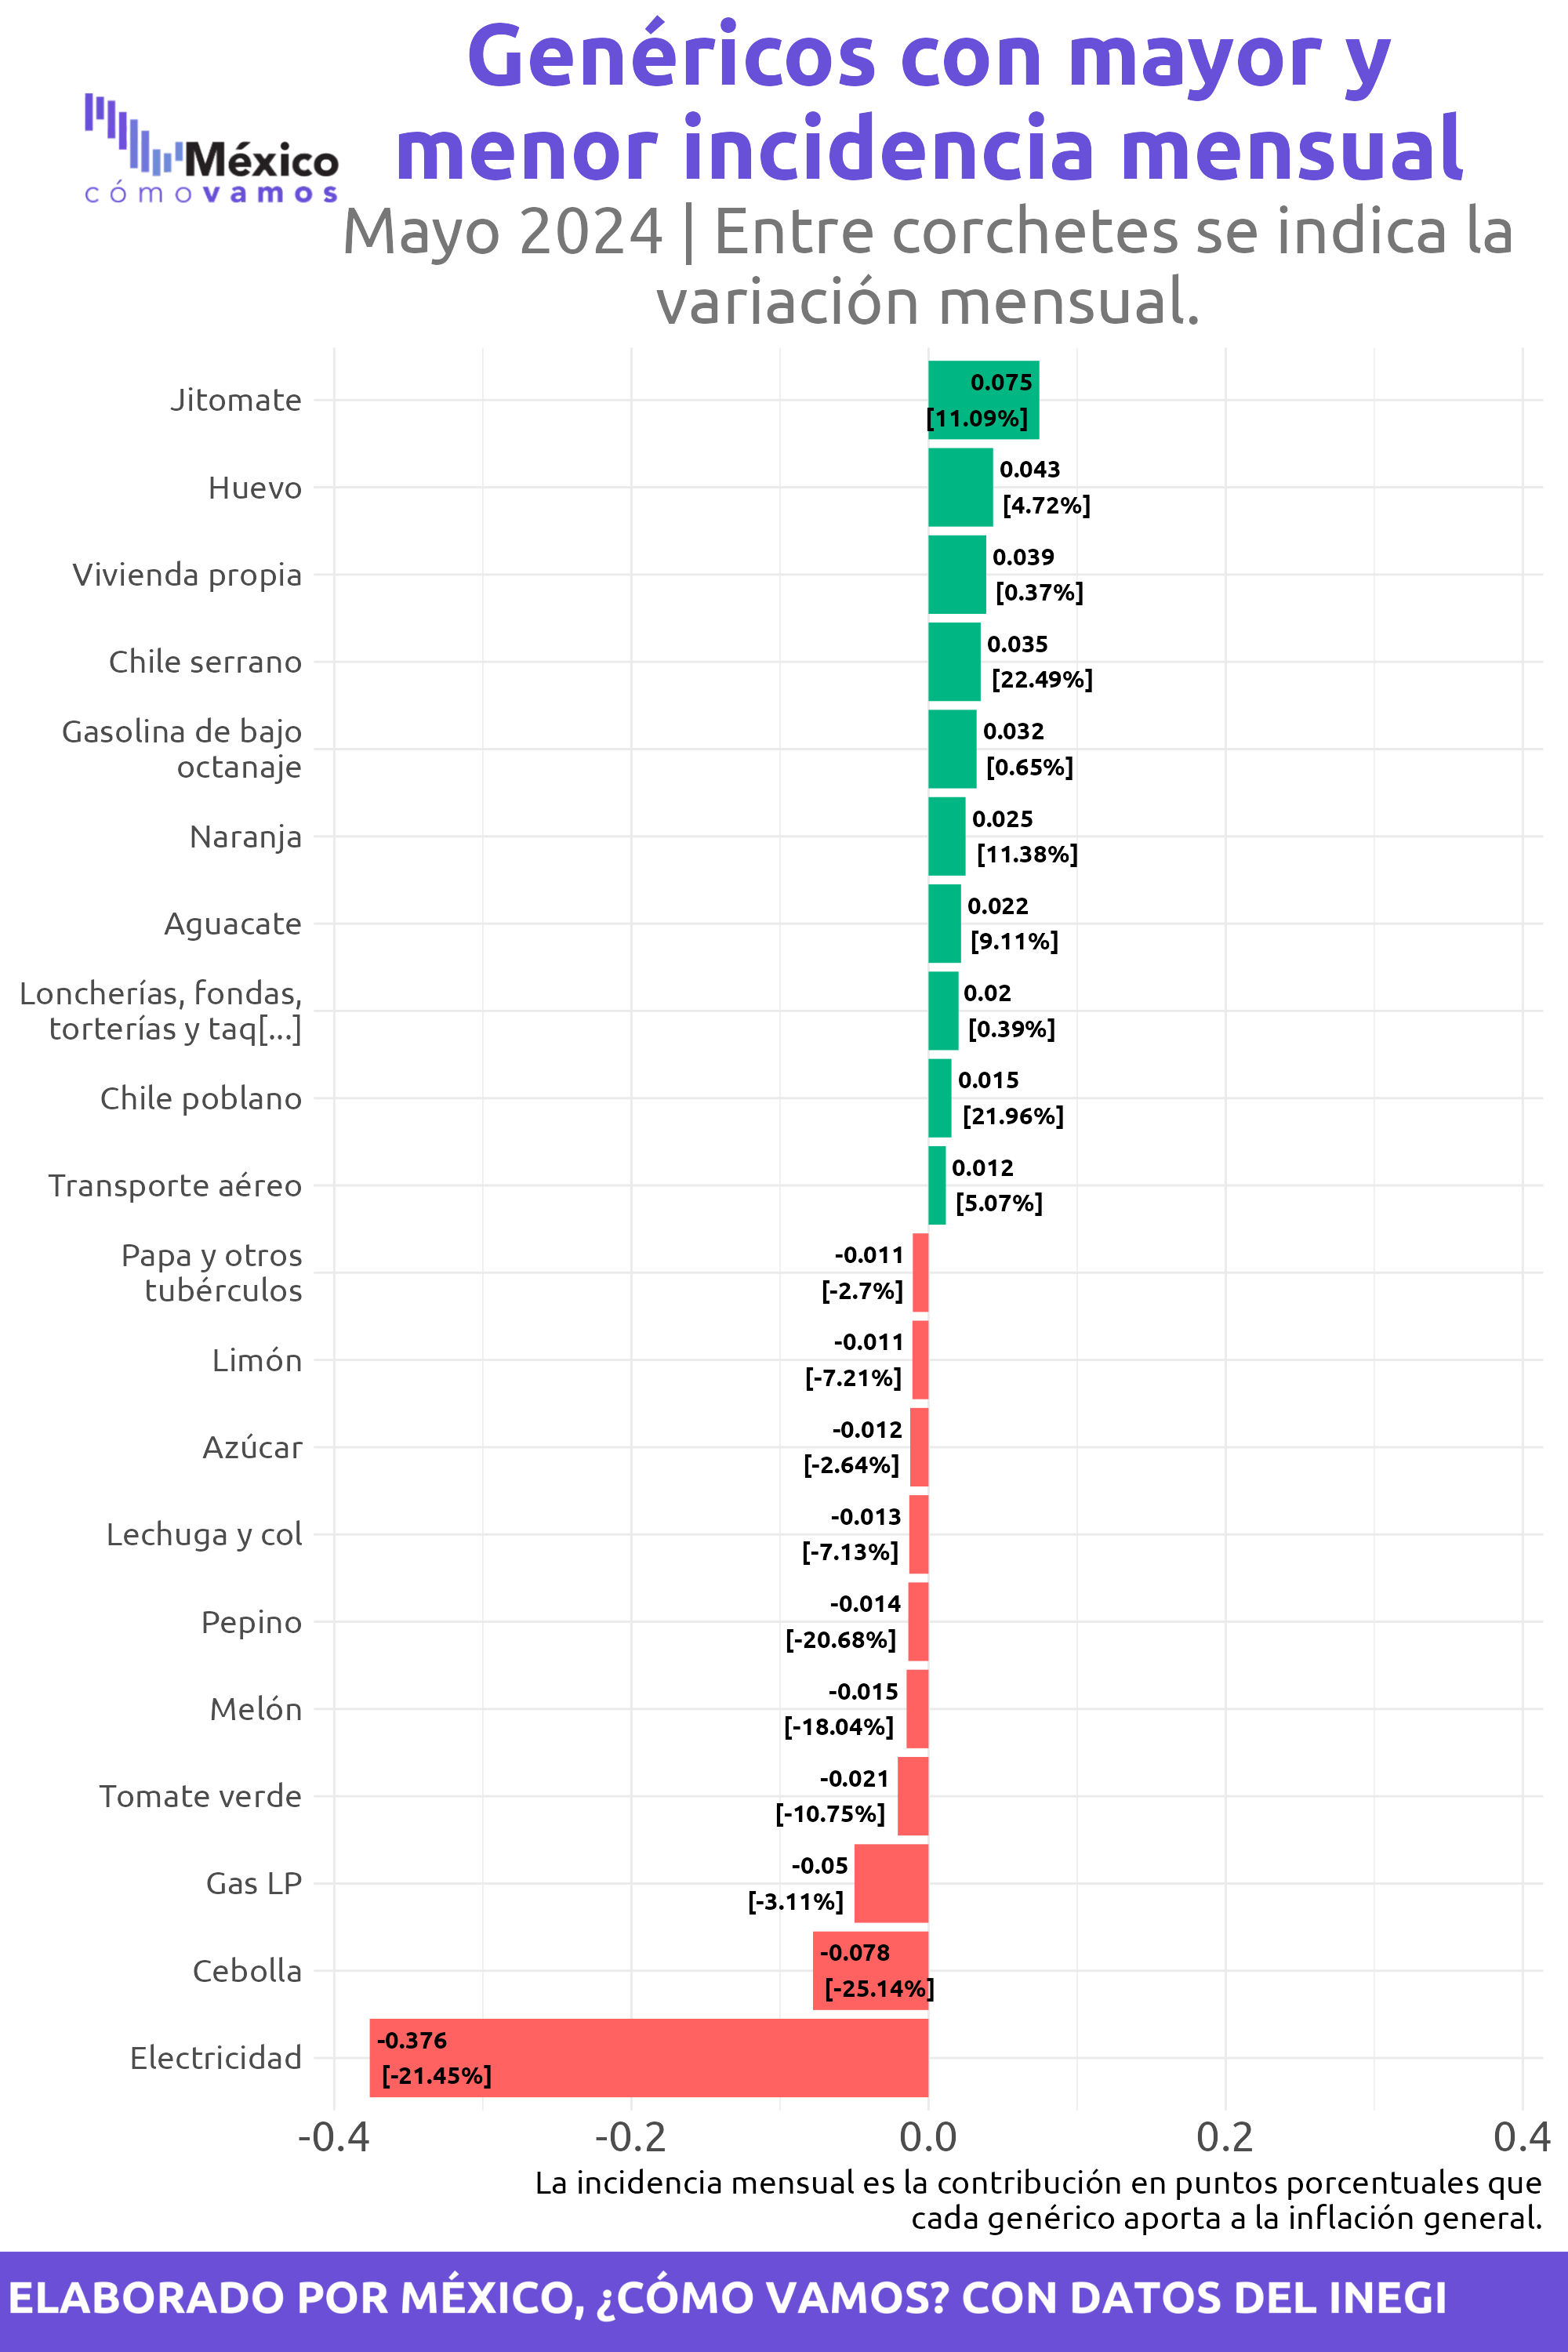 Genéricos con mayor y
menor incidencia mensual
México
cómovamos
Mayo 2024 | Entre corchetes se indica la
variación mensual.
Jitomate
0.075
[11.09%]
Huevo
0.043
[4.72%]
Vivienda propia
0.039
[0.37%]
Chile serrano
0.035
[22.49%]
Gasolina de bajo
octanaje
0.032
[0.65%]
Naranja
0.025
[11.38%]
Aguacate
0.022
[9.11%]
Loncherías, fondas,
torterías y taq[...]
0.02
[0.39%]
Chile poblano
0.015
[21.96%]
Transporte aéreo
0.012
[5.07%]
Papa y otros
tubérculos
-0.011
[-2.7%]
Limón
-0.011
[-7.21%]
Azúcar
-0.012
[-2.64%]
Lechuga y col
-0.013
[-7.13%]
Pepino
-0.014
[-20.68%]
Melón
-0.015
[-18.04%]
Tomate verde
-0.021
[-10.75%]
Gas LP
-0.05
[-3.11%]
Cebolla
-0.078
[-25.14%]
Electricidad
-0.376
[-21.45%]
-0.4 -0.2 0.0 0.2 0.4
La incidencia mensual es la contribución en puntos porcentuales que
cada genérico aporta a la inflación general.
ELABORADO POR MÉXICO, ¿CÓMO VAMOS? CON DATOS DEL INEGI